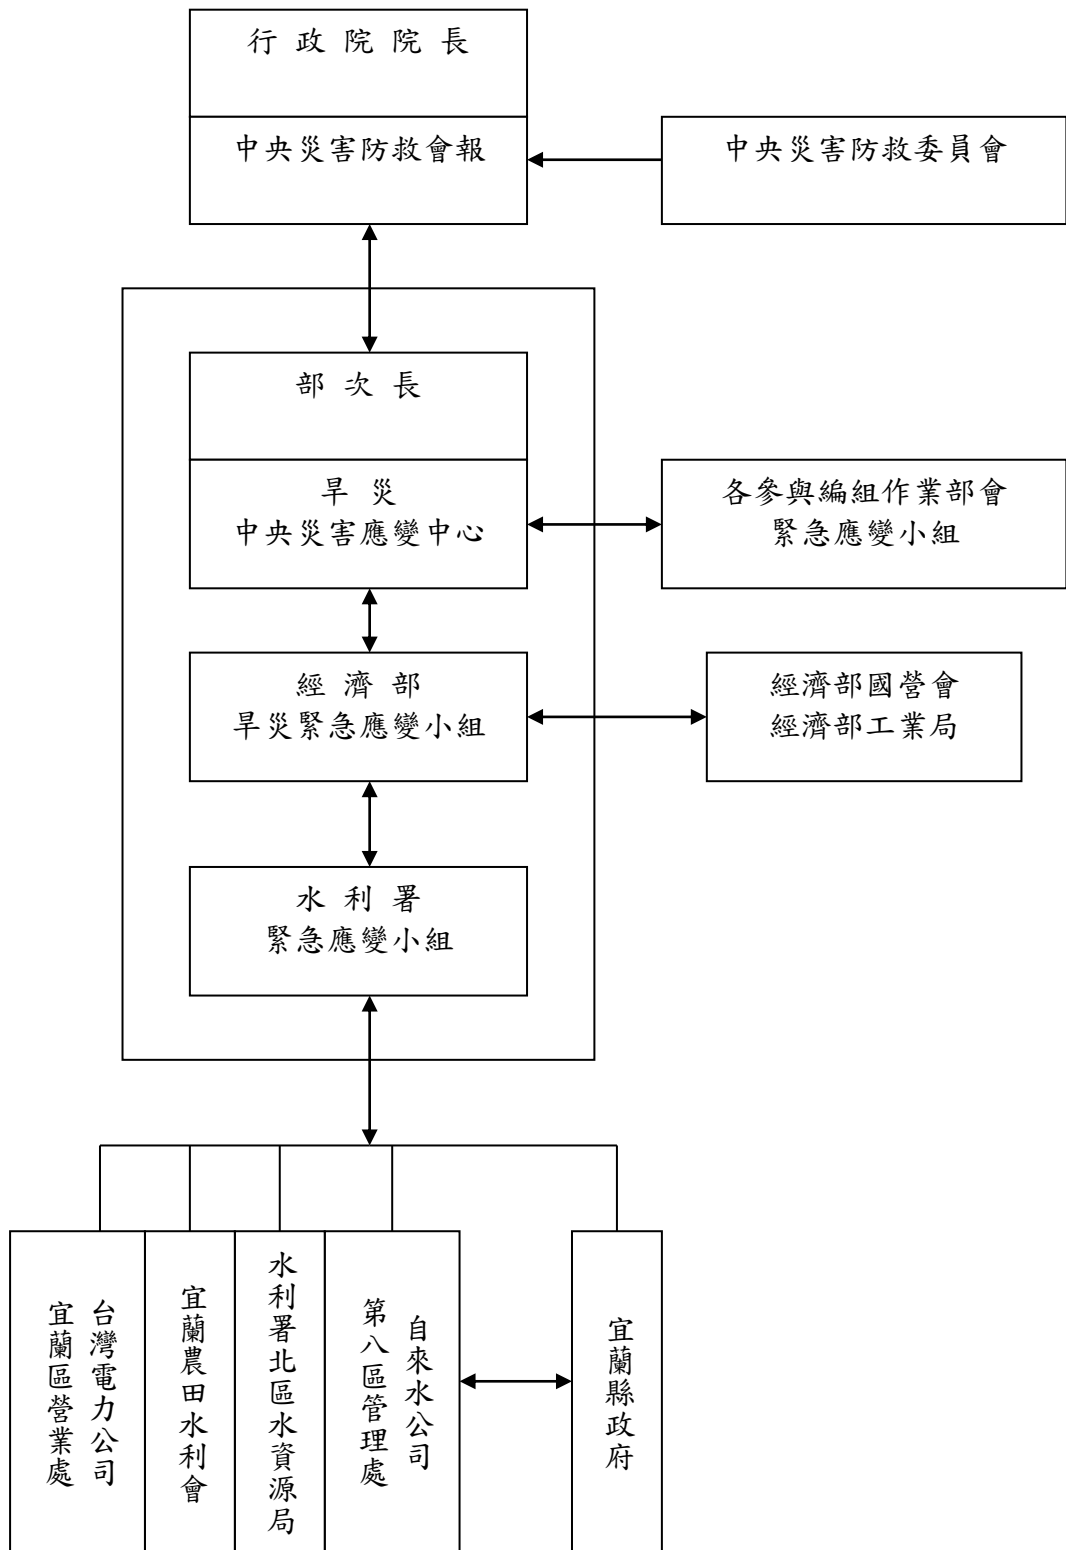 行政院院長
中央災害防救會報
中央災害防救委員會
部次長
旱災
中央災害應變中心
各參與編組作業部會
緊急應變小組
經濟部
旱災緊急應變小組
經濟部國營會
經濟部工業局
水利署
緊急應變小組
台灣電力公司
宜蘭區營業處
宜蘭農田水利會
水利署北區水資源局
自來水公司
第八區管理處
宜蘭縣政府